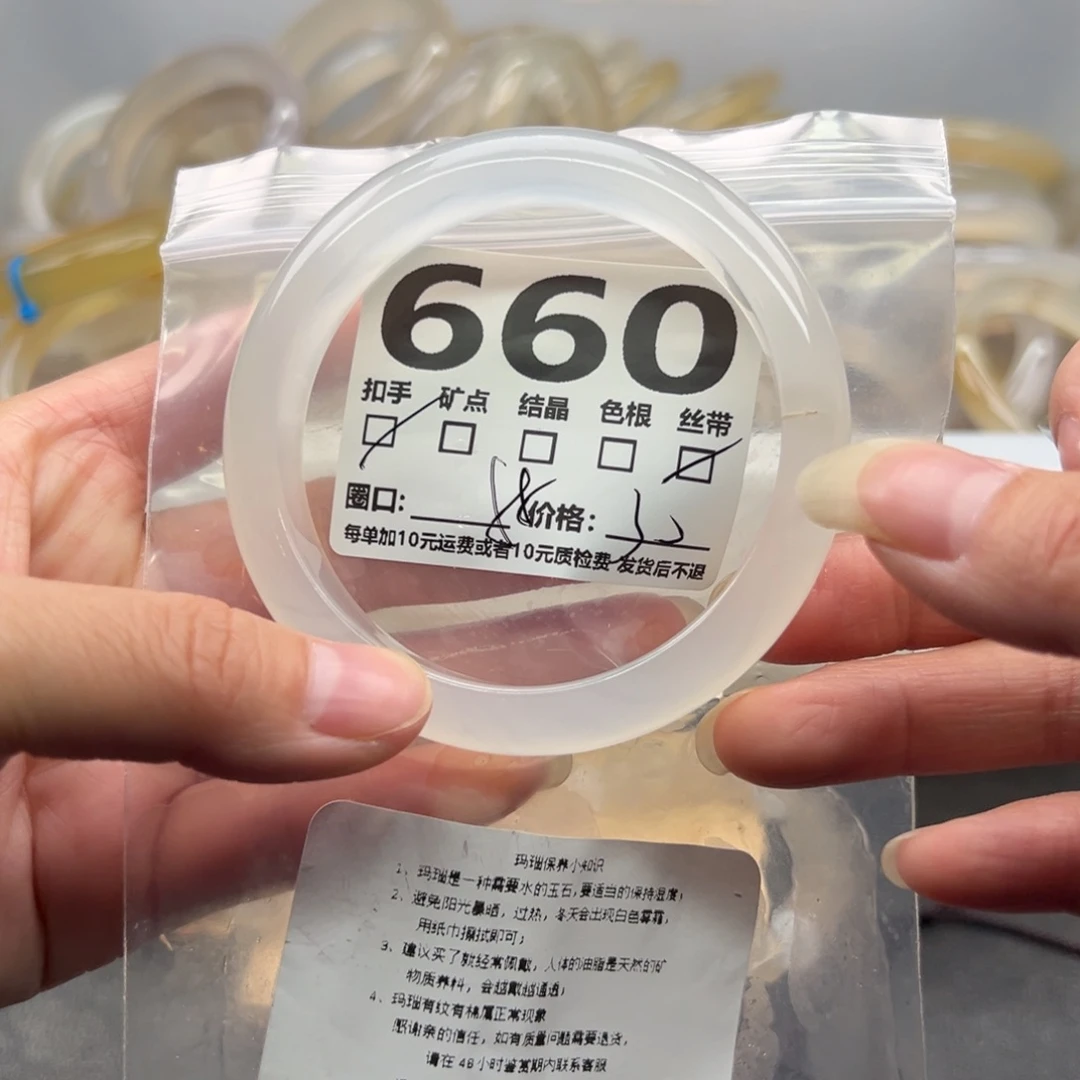 660
扣手 矿点 结晶 色根 丝带
圈口: 价格:
每单加10元运费或者10元质检费 发货后不退
玛瑙保养小知识
1、玛瑙是一种需要水的玉石,要适当的保持湿度;
2、避免阳光暴晒, 过热, 冬天会出现白色雾霜,
用纸巾擦拭即可;
3、建议买了就经常佩戴, 人体的油脂是天然的矿
物质养料, 会越戴越通透;
4、玛瑙有纹有棉属正常现象
感谢亲的信任, 如有质量问题需要退货,
请在 48小时鉴赏期内联系客服